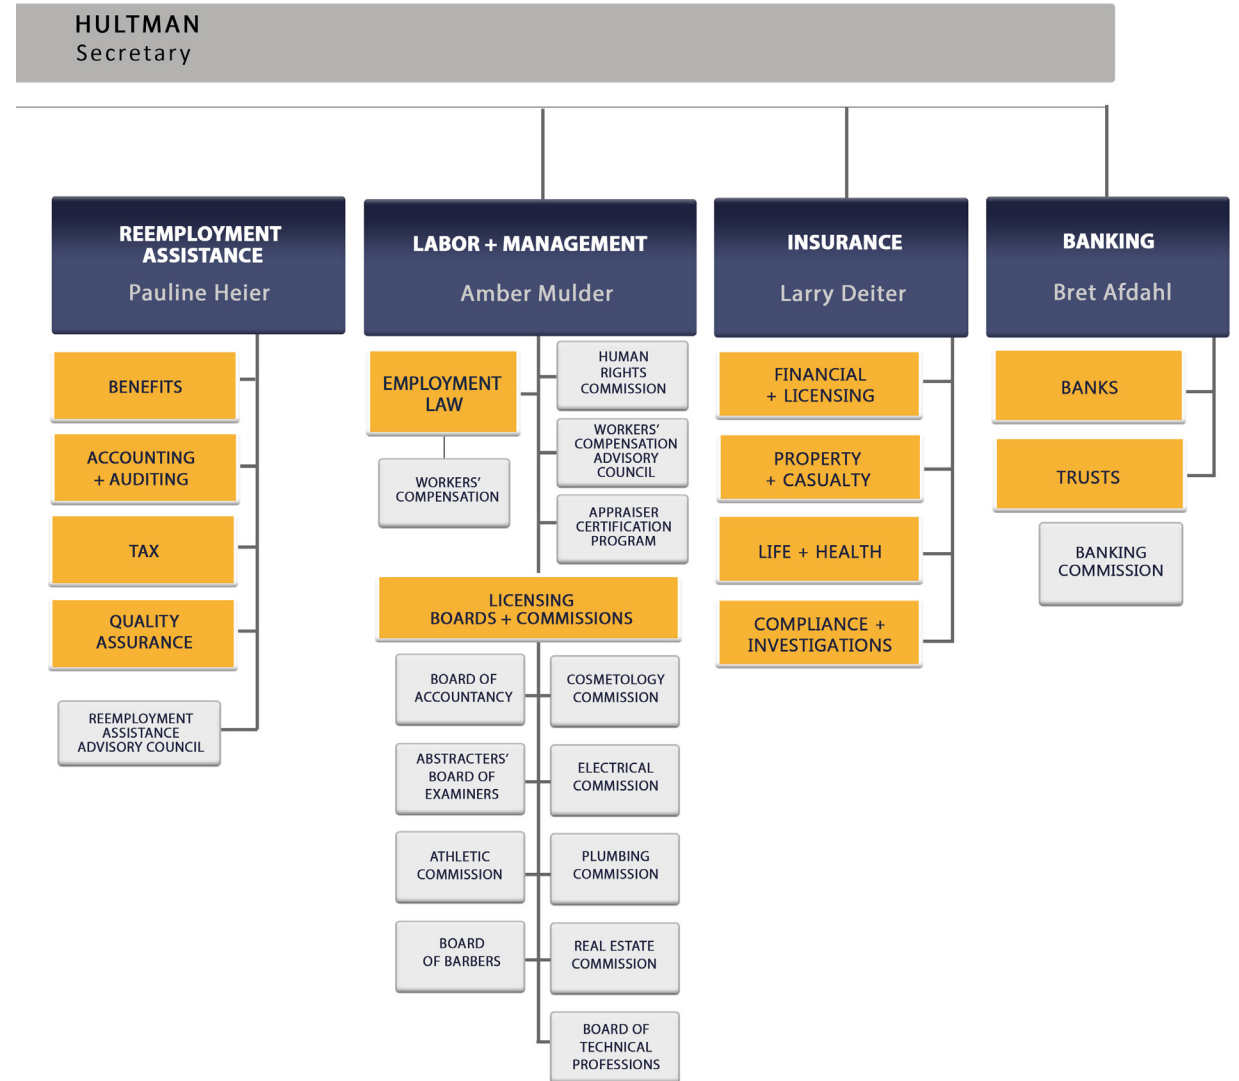 HULTMAN
Secretary
REEMPLOYMENT
ASSISTANCE
Pauline Heier
BENEFITS
ACCOUNTING
+ AUDITING
TAX
QUALITY
ASSURANCE
REEMPLOYMENT
ASSISTANCE
ADVISORY COUNCIL
LABOR + MANAGEMENT
Amber Mulder
EMPLOYMENT
LAW
WORKERS’
COMPENSATION
HUMAN
RIGHTS
COMMISSION
WORKERS’
COMPENSATION
ADVISORY
COUNCIL
APPRAISER
CERTIFICATION
PROGRAM
LICENSING
BOARDS + COMMISSIONS
BOARD OF
ACCOUNTANCY
ABSTRACTERS’
BOARD OF
EXAMINERS
ATHLETIC
COMMISSION
BOARD
OF BARBERS
COSMETOLOGY
COMMISSION
ELECTRICAL
COMMISSION
PLUMBING
COMMISSION
REAL ESTATE
COMMISSION
BOARD OF
TECHNICAL
PROFESSIONS
INSURANCE
Larry Deiter
FINANCIAL
+ LICENSING
PROPERTY
+ CASUALTY
LIFE + HEALTH
COMPLIANCE +
INVESTIGATIONS
BANKING
Bret Afdahl
BANKS
TRUSTS
BANKING
COMMISSION